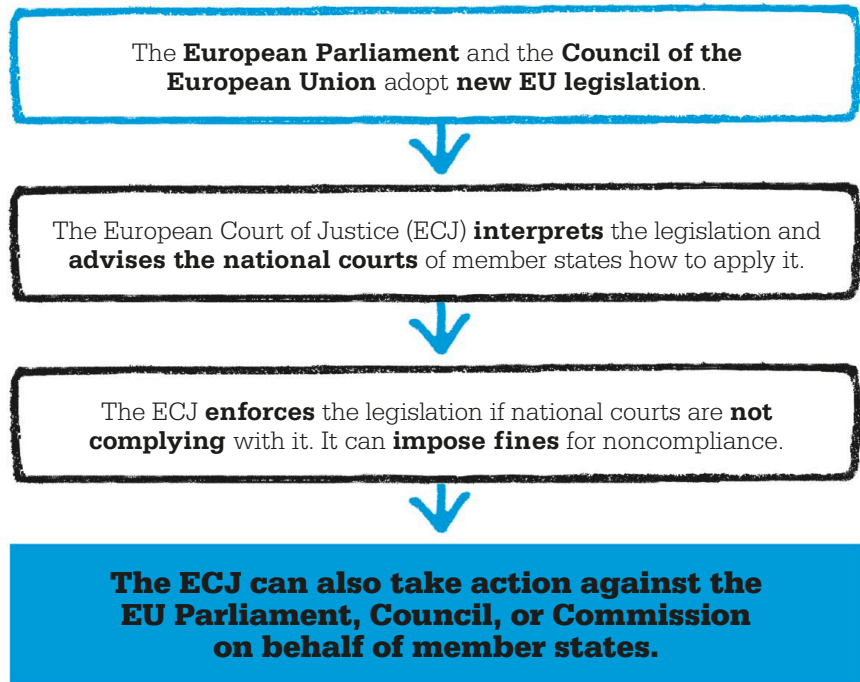 The European Parliament and the Council of the
European Union adopt new EU legislation.
The European Court of Justice (ECJ) interprets the legislation and
advises the national courts of member states how to apply it.
The ECJ enforces the legislation if national courts are not
complying with it. It can impose fines for noncompliance.
The ECJ can also take action against the
EU Parliament, Council, or Commission
on behalf of member states.